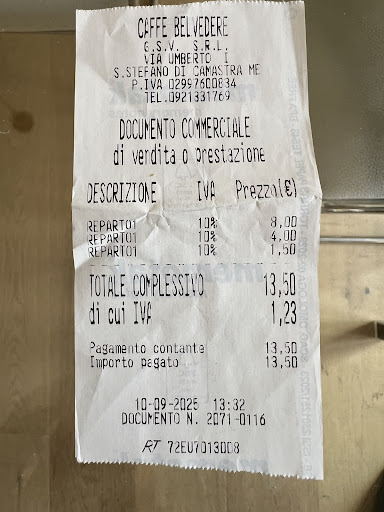 CAFFE BELVEDERE
G.S.V. S.R.L.
VIA UMBERTO I
S.STEFANO DI CAMASTRA ME
P.IVA 02997600834
TEL.0921331769
DOCUMENTO COMMERCIALE
di vendita o prestazione
DESCRIZIONE IVA Prezzo(€)
REPARTO1 10% 8,00
REPARTO1 10% 4,00
REPARTO1 10% 1,50
TOTALE COMPLESSIVO 13,50
di cui IVA 1,23
Pagamento contante 13,50
Importo pagato 13,50
10-09-2025 13:32
DOCUMENTO N. 2071-0116
RT 72EU7013008